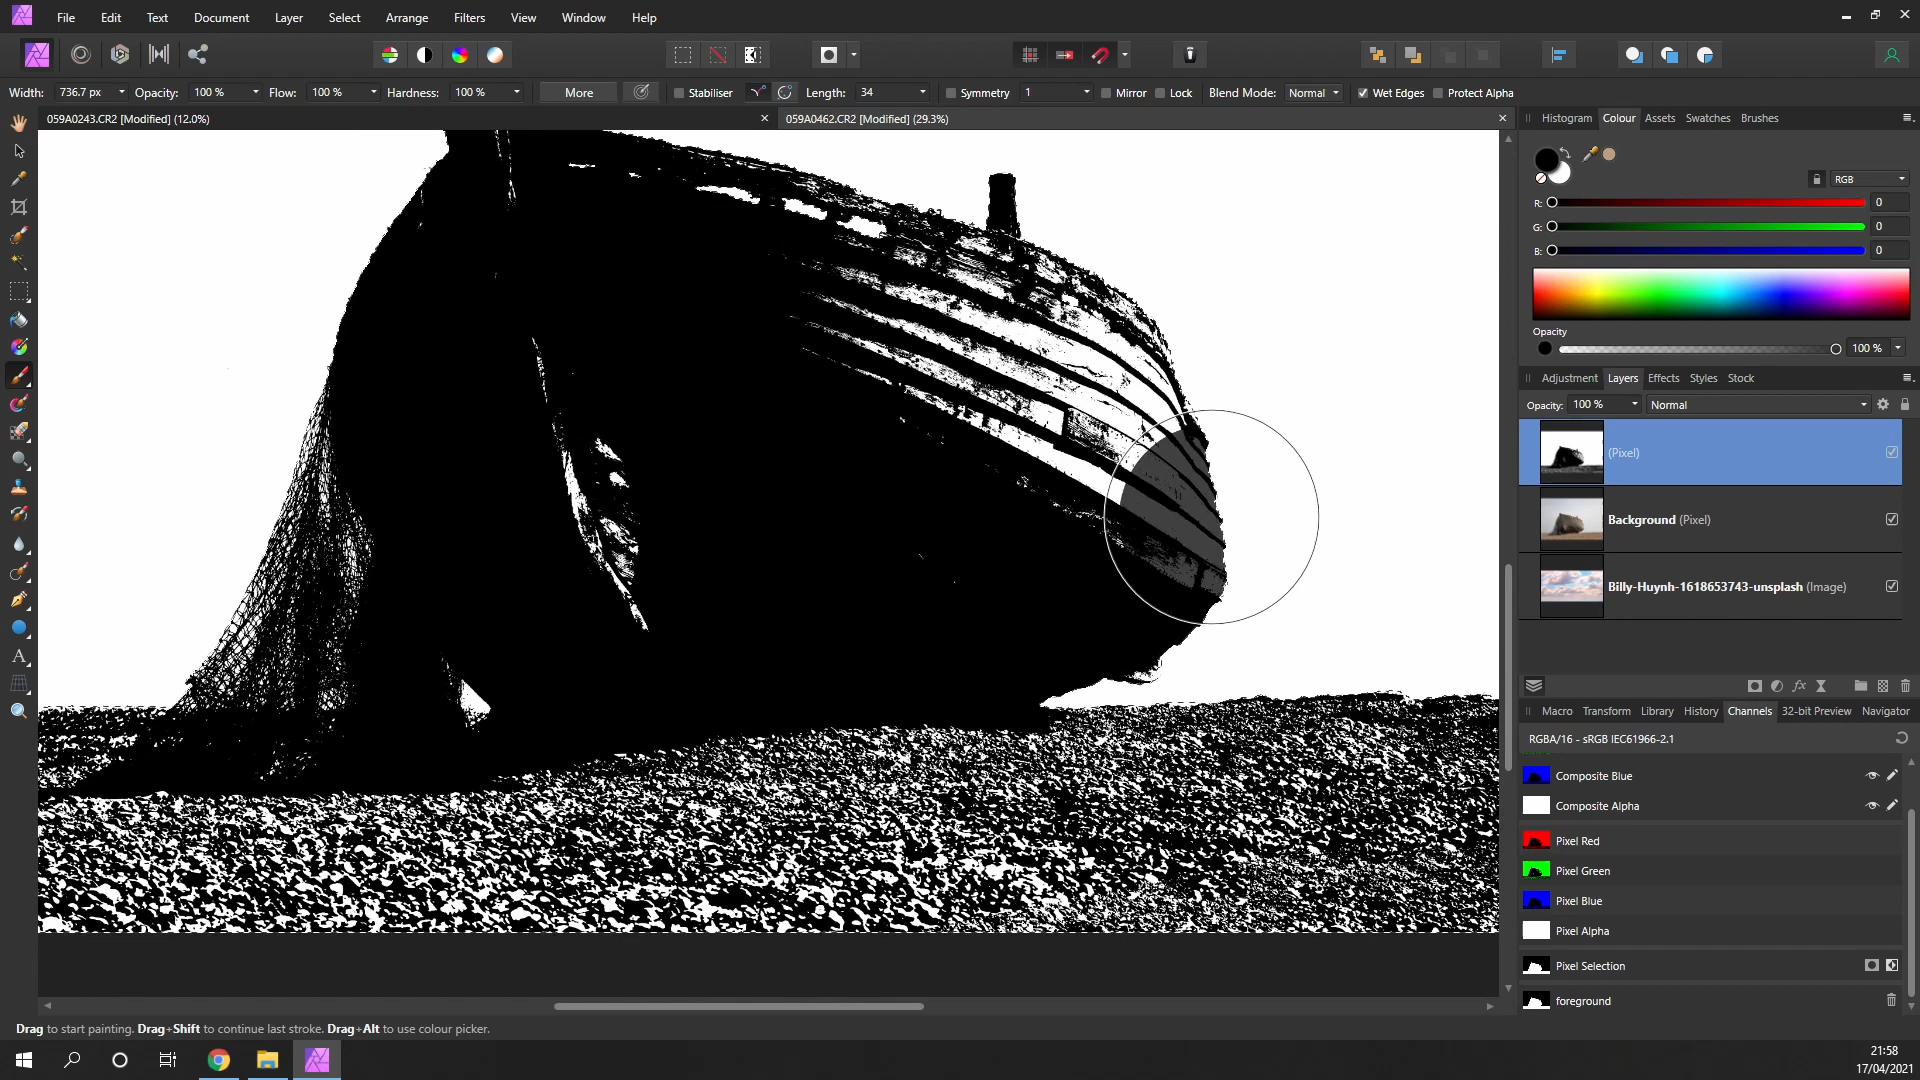 File Edit Text Document Layer Select Arrange Filters View Window Help
Width: 736.7 px Opacity: 100 % Flow: 100 % Hardness: 100 % More Stabiliser Length: 34 Symmetry 1 Mirror Lock Blend Mode: Normal Wet Edges Protect Alpha
059A0243.CR2 [Modified] (12.0%) 059A0462.CR2 [Modified] (29.3%)
Histogram Colour Assets Swatches Brushes
RGB
R: 0
G: 0
B: 0
Opacity
100 %
Adjustment Layers Effects Styles Stock
Opacity: 100 % Normal
(Pixel)
Background (Pixel)
Billy-Huynh-1618653743-unsplash (Image)
Macro Transform Library History Channels 32-bit Preview Navigator
RGBA/16 - sRGB IEC61966-2.1
Composite Blue
Composite Alpha
Pixel Red
Pixel Green
Pixel Blue
Pixel Alpha
Pixel Selection
foreground
Drag to start painting. Drag+Shift to continue last stroke. Drag+Alt to use colour picker.
21:58
17/04/2021